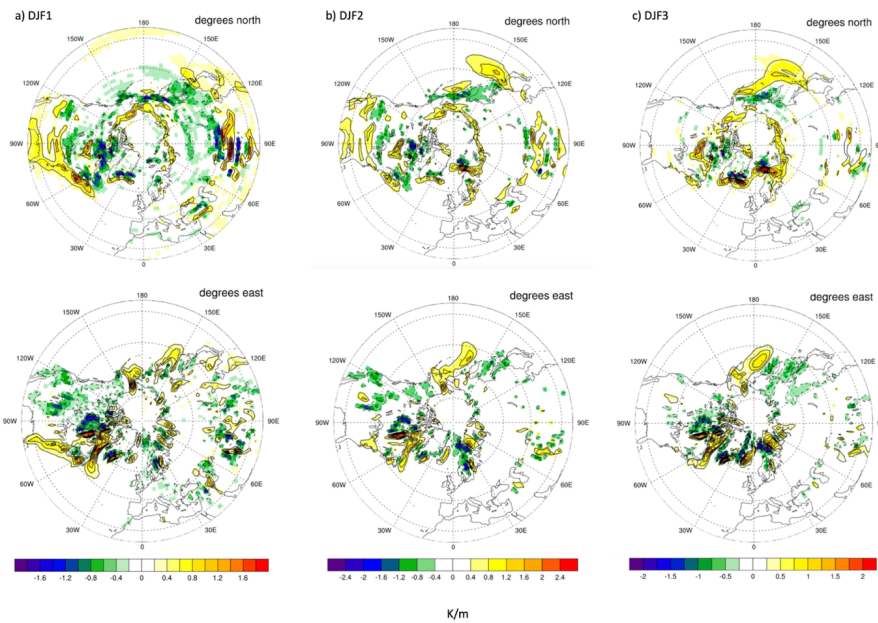 a) DJF1
degrees north
b) DJF2
degrees north
c) DJF3
degrees north
180
150W
150E
120W
120E
90W
90E
60W
60E
30W
30E
0
180
150W
150E
120W
120E
90W
90E
60W
60E
30W
30E
0
180
150W
150E
120W
120E
90W
90E
60W
60E
30W
30E
0
degrees east
degrees east
degrees east
180
150W
150E
120W
120E
90W
90E
60W
60E
30W
30E
0
180
150W
150E
120W
120E
90W
90E
60W
60E
30W
30E
0
180
150W
150E
120W
120E
90W
90E
60W
60E
30W
30E
0
-1.6 -1.2 -0.8 -0.4 0 0.4 0.8 1.2 1.6
-2.4 -2 -1.2 -0.8 -0.4 0 0.4 0.8 1.2 1.6 2 2.4
-2 -1.5 -1 -0.5 0 0.5 1 1.5 2
K/m